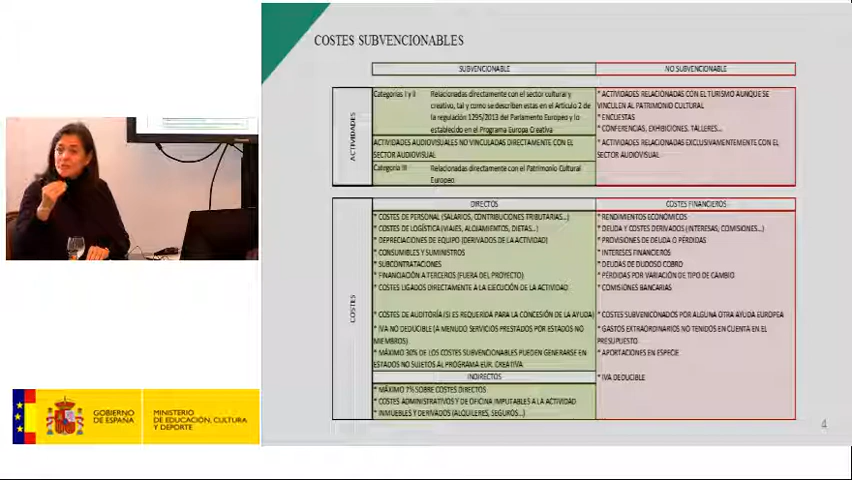 COSTES SUBVENCIONABLES
SUBVENCIONABLE
NO SUBVENCIONABLE
ACTIVIDADES
Categorías I y II
Relacionadas directamente con el sector cultural y
creativo, tal y como se describen estas en el Artículo 2 de
la regulación 1295/2013 del Parlamento Europeo y lo
establecido en el Programa Europa Creativa
ACTIVIDADES AUDIOVISUALES NO VINCULADAS DIRECTAMENTE CON EL
SECTOR AUDIOVISUAL
Categoría III
Relacionadas directamente con el Patrimonio Cultural
Europeo
* ACTIVIDADES RELACIONADAS CON EL TURISMO AUNQUE SE
VINCULEN AL PATRIMONIO CULTURAL
* ENCUESTAS
* CONFERENCIAS, EXHIBICIONES, TALLERES...
* ACTIVIDADES RELACIONADAS EXCLUSIVAMENTE CON EL
SECTOR AUDIOVISUAL
COSTES
DIRECTOS
* COSTES DE PERSONAL (SALARIOS, CONTRIBUCIONES TRIBUTARIAS...)
* COSTES DE LOGÍSTICA (VIAJES, ALOJAMIENTOS, DIETAS...)
* DEPRECIACIONES DE EQUIPO (DERIVADOS DE LA ACTIVIDAD)
* CONSUMIBLES Y SUMINISTROS
* SUBCONTRATACIONES
* FINANCIACIÓN A TERCEROS (FUERA DEL PROYECTO)
* COSTES LIGADOS DIRECTAMENTE A LA EJECUCIÓN DE LA ACTIVIDAD
* COSTES DE AUDITORÍA (SI ES REQUERIDA PARA LA CONCESIÓN DE LA AYUDA)
* IVA NO DEDUCIBLE (A MENUDO SERVICIOS PRESTADOS POR ESTADOS NO
MIEMBROS)
* MÁXIMO 30% DE LOS COSTES SUBVENCIONABLES PUEDEN GENERARSE EN
ESTADOS NO SUJETOS AL PROGRAMA EUR. CREATIVA
INDIRECTOS
* MÁXIMO 7% SOBRE COSTES DIRECTOS
* COSTES ADMINISTRATIVOS Y DE OFICINA IMPUTABLES A LA ACTIVIDAD
* INMUEBLES Y DERIVADOS (ALQUILERES, SEGUROS...)
COSTES FINANCIEROS
* RENDIMIENTOS ECONÓMICOS
* DEUDA Y COSTES DERIVADOS (INTERESAS, COMISIONES...)
* PROVISIONES DE DEUDA O PÉRDIDAS
* INTERESES FINANCIEROS
* DEUDAS DE DUDOSO COBRO
* PÉRDIDAS POR VARIACIÓN DE TIPO DE CAMBIO
* COMISIONES BANCARIAS
* COSTES SUBVENICONADOS POR ALGUNA OTRA AYUDA EUROPEA
* GASTOS EXTRAORDINARIOS NO TENIDOS EN CUENTA EN EL
PRESUPUESTO
* APORTACIONES EN ESPECIE
* IVA DEDUCIBLE
4
GOBIERNO
DE ESPAÑA
MINISTERIO
DE EDUCACIÓN, CULTURA
Y DEPORTE